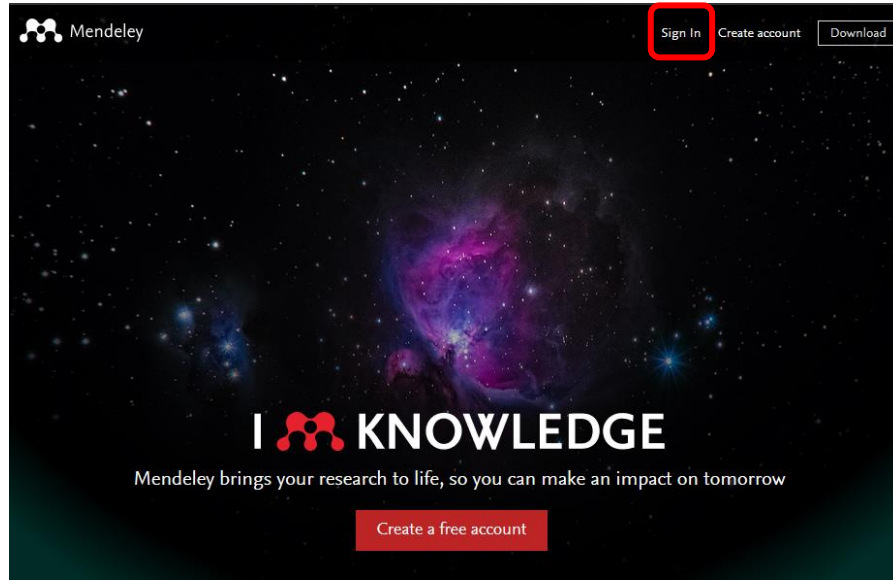 Mendeley
Sign In
Create account
Download
I KNOWLEDGE
Mendeley brings your research to life, so you can make an impact on tomorrow
Create a free account